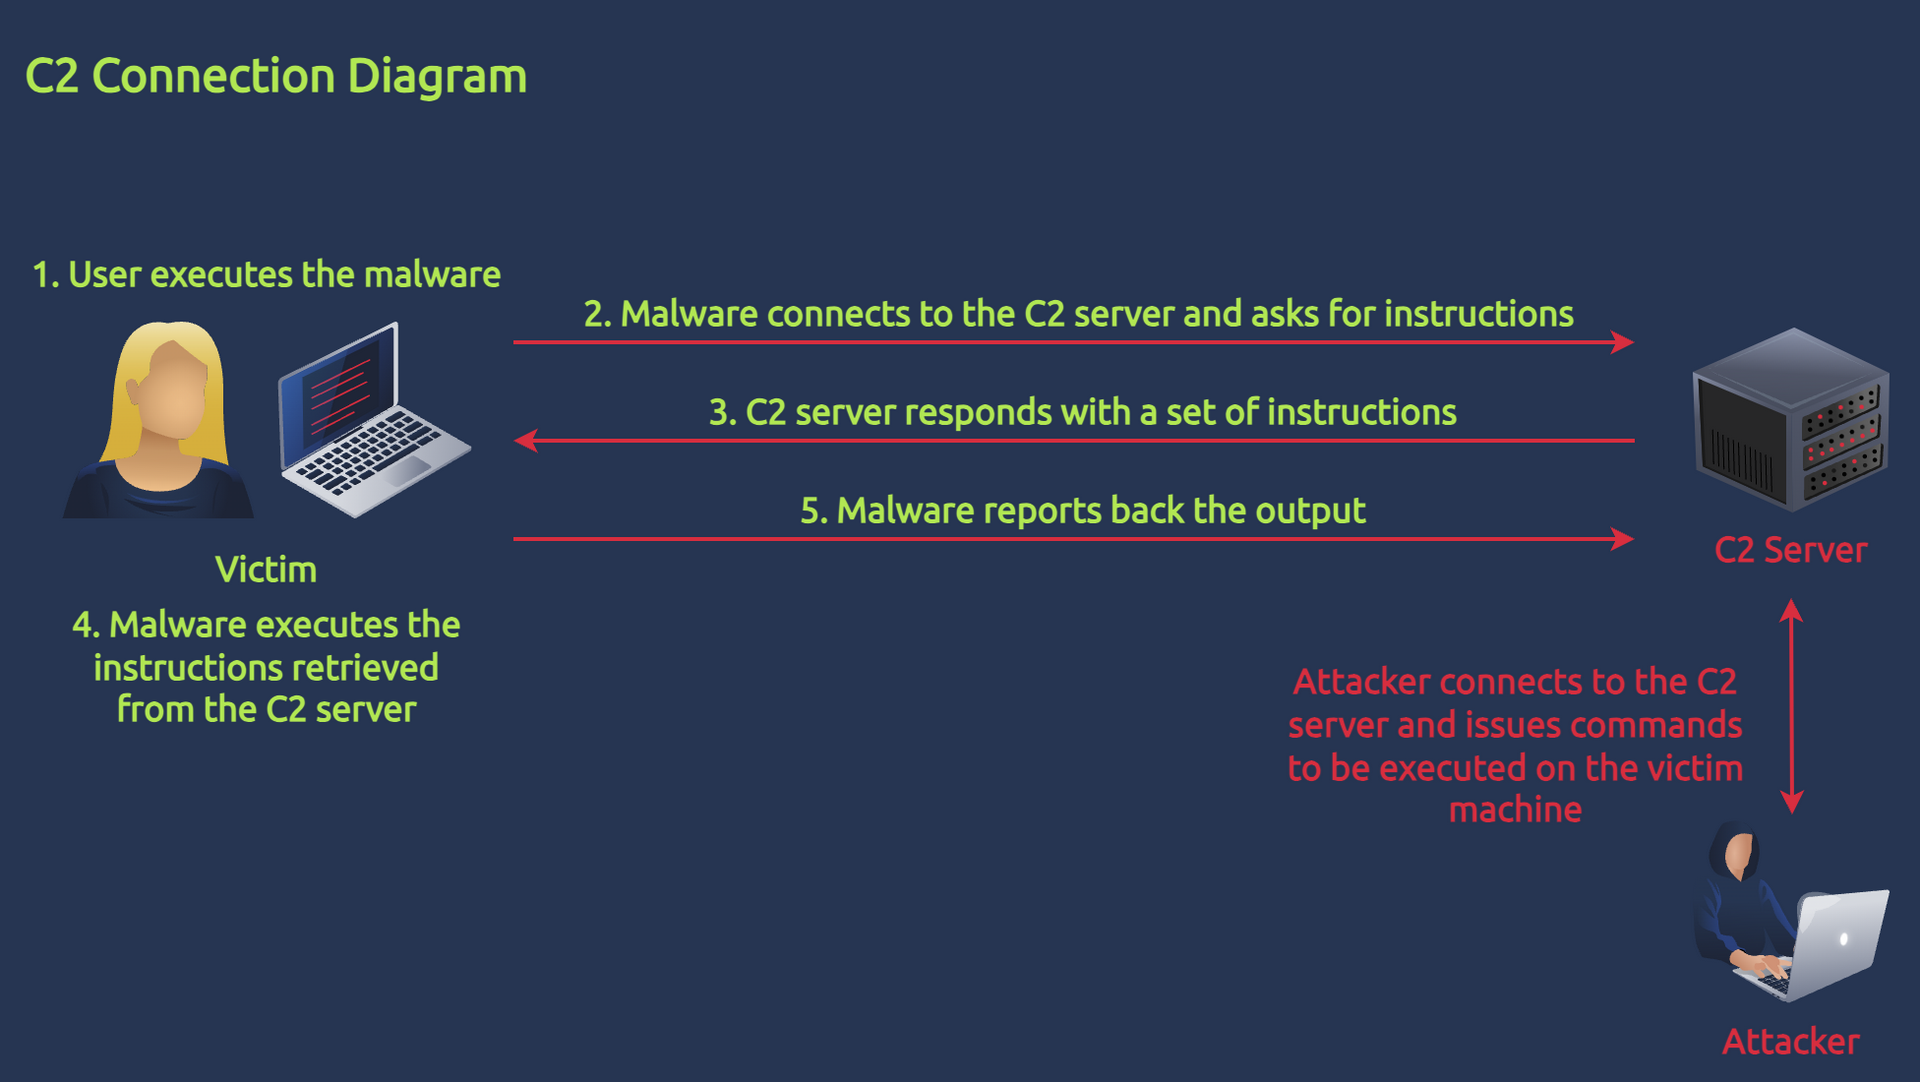 C2 Connection Diagram
1. User executes the malware
2. Malware connects to the C2 server and asks for instructions
3. C2 server responds with a set of instructions
5. Malware reports back the output
Victim
4. Malware executes the
instructions retrieved
from the C2 server
C2 Server
Attacker connects to the C2
server and issues commands
to be executed on the victim
machine
Attacker